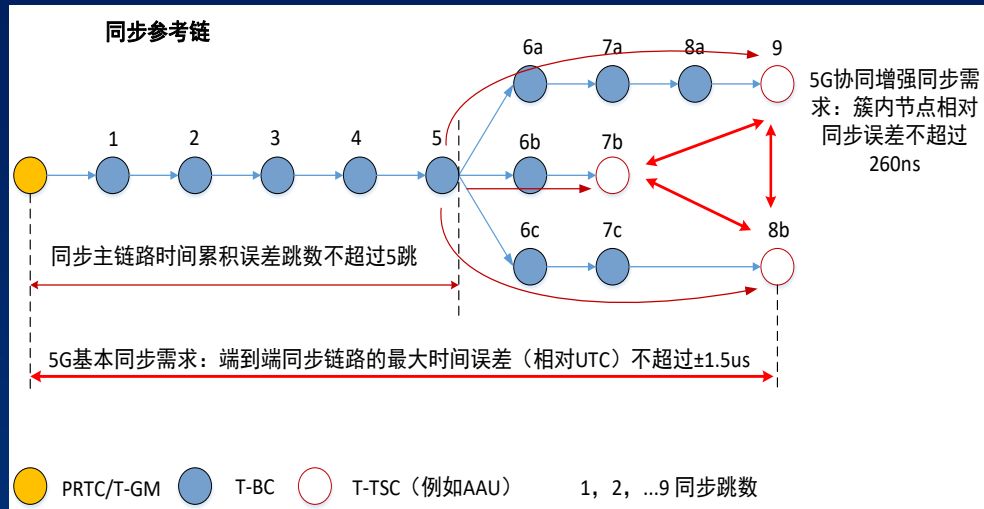 同步参考链
6a 7a 8a 9
1 2 3 4 5 6b 7b
5G协同增强同步需
求：簇内节点相对
同步误差不超过
260ns
6c 7c 8b
同步主链路时间累积误差跳数不超过5跳
5G基本同步需求：端到端同步链路的最大时间误差（相对UTC）不超过±1.5us
PRTC/T-GM T-BC T-TSC（例如AAU） 1，2，...9 同步跳数